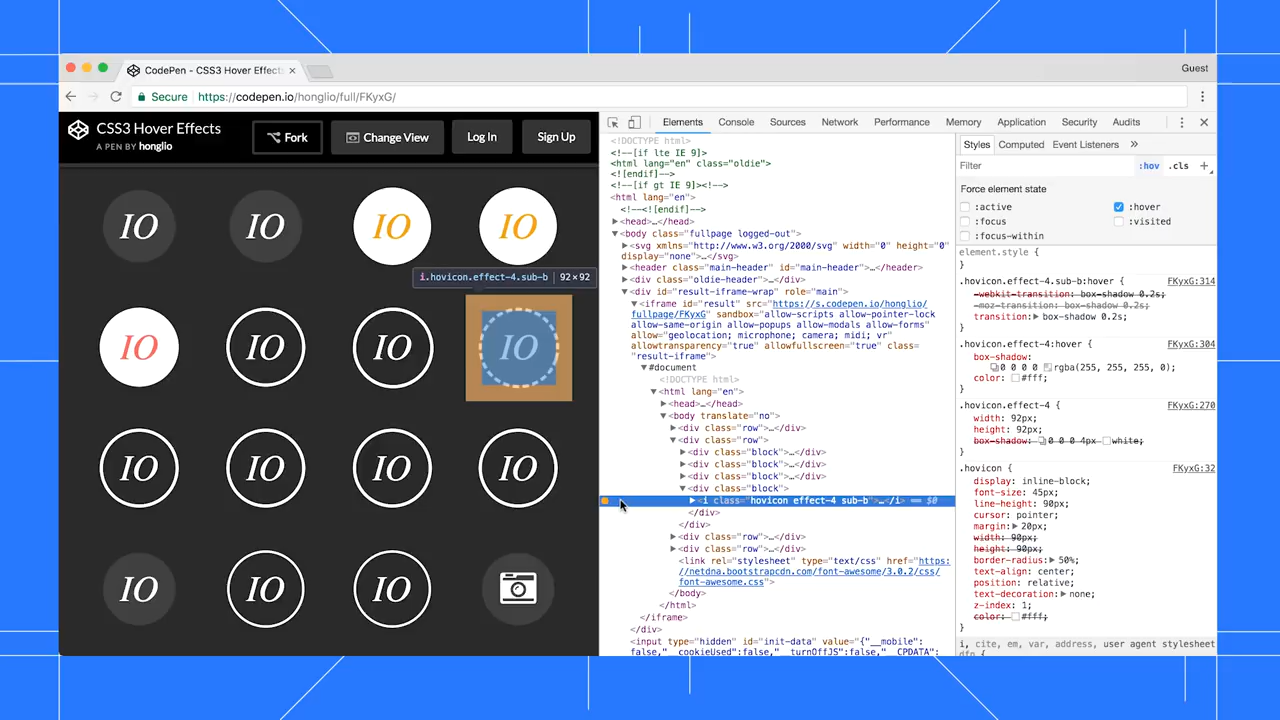 CodePen - CSS3 Hover Effects
Guest
Secure
https://codepen.io/honglio/full/FKyxG/
CSS3 Hover Effects
A PEN BY honglio
Fork
Change View
Log In
Sign Up
IO IO IO IO
i.hovicon.effect-4.sub-b 92×92
IO IO IO IO
IO IO IO IO
IO IO IO
Elements Console Sources Network Performance Memory Application Security Audits
<!DOCTYPE html>
<!--[if lte IE 9]>
<html lang="en" class="oldie">
<![endif]-->
<!--[if gt IE 9]><!-->
<html lang="en">
<!--<![endif]-->
<head>…</head>
<body class="fullpage logged-out">
<svg xmlns="http://www.w3.org/2000/svg" width="0" height="0"
display="none">…</svg>
<header class="main-header" id="main-header">…</header>
<div class="oldie-header">…</div>
<div id="result-iframe-wrap" role="main">
<iframe id="result" src="https://s.codepen.io/honglio/
fullpage/FKyxG" sandbox="allow-scripts allow-pointer-lock
allow-same-origin allow-popups allow-modals allow-forms"
allow="geolocation; microphone; camera; midi; vr"
allowtransparency="true" allowfullscreen="true" class=
"result-iframe">
#document
<!DOCTYPE html>
<html lang="en">
<head>…</head>
<body translate="no">
<div class="row">…</div>
<div class="row">
<div class="block">…</div>
<div class="block">…</div>
<div class="block">…</div>
<div class="block">
<i class="hovicon effect-4 sub-b">…</i> == $0
</div>
</div>
<div class="row">…</div>
<div class="row">…</div>
<link rel="stylesheet" type="text/css" href="https:
//netdna.bootstrapcdn.com/font-awesome/3.0.2/css/
font-awesome.css">
</body>
</html>
</iframe>
</div>
<input type="hidden" id="init-data" value="{"__mobile":
false,"__cookieUsed":false,"__turnOffJS":false,"__CPDATA":
Styles Computed Event Listeners
Filter
:hov .cls +
Force element state
:active :hover
:focus :visited
:focus-within
element.style {
}
.hovicon.effect-4.sub-b:hover { FKyxG:314
-webkit-transition: box-shadow 0.2s;
-moz-transition: box-shadow 0.2s;
transition: box-shadow 0.2s;
}
.hovicon.effect-4:hover { FKyxG:304
box-shadow:
0 0 0 0 rgba(255, 255, 255, 0);
color: #fff;
}
.hovicon.effect-4 { FKyxG:270
width: 92px;
height: 92px;
box-shadow: 0 0 0 4px white;
}
.hovicon { FKyxG:32
display: inline-block;
font-size: 45px;
line-height: 90px;
cursor: pointer;
margin: 20px;
width: 90px;
height: 90px;
border-radius: 50%;
text-align: center;
position: relative;
text-decoration: none;
z-index: 1;
color: #fff;
}
i, cite, em, var, address, user agent stylesheet
dfn {